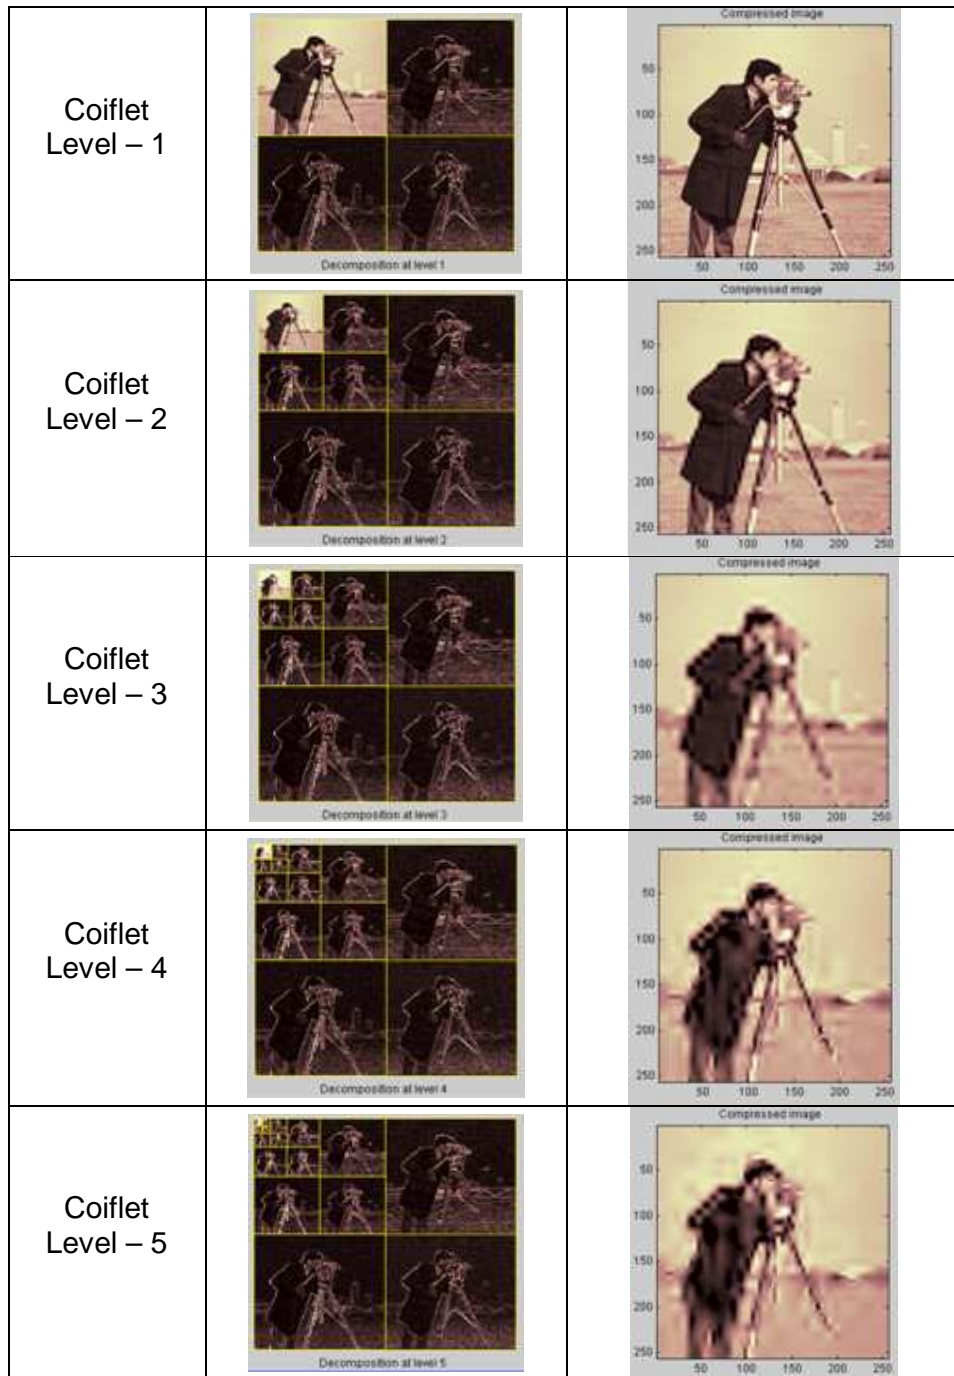 Coiflet
Level – 1
Decomposition at level 1
Compressed image
50
100
150
200
250
50 100 150 200 250
Coiflet
Level – 2
Decomposition at level 2
Compressed image
50
100
150
200
250
50 100 150 200 250
Coiflet
Level – 3
Decomposition at level 3
Compressed image
50
100
150
200
250
50 100 150 200 250
Coiflet
Level – 4
Decomposition at level 4
Compressed image
50
100
150
200
250
50 100 150 200 250
Coiflet
Level – 5
Decomposition at level 5
Compressed image
50
100
150
200
250
50 100 150 200 250